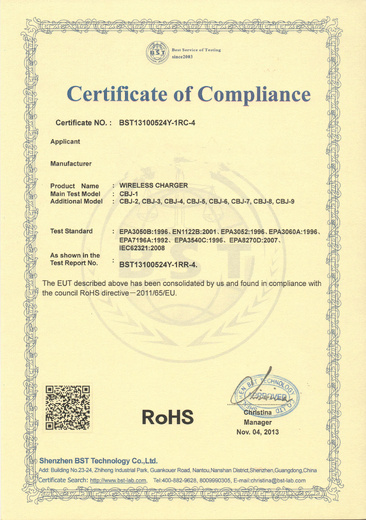 BST
Best Service of Testing
since2003
Certificate of Compliance
Certificate NO. : BST13100524Y-1RC-4
Applicant
Manufacturer
Product Name : WIRELESS CHARGER
Main Test Model : CBJ-1
Additional Model : CBJ-2, CBJ-3, CBJ-4, CBJ-5, CBJ-6, CBJ-7, CBJ-8, CBJ-9
Test Standard : EPA3050B:1996, EN1122B:2001, EPA3052:1996, EPA3060A:1996,
EPA7196A:1992, EPA3540C:1996, EPA8270D:2007,
IEC62321:2008
As shown in the
Test Report No. : BST13100524Y-1RR-4.
The EUT described above has been consolidated by us and found in compliance with
the council RoHS directive—2011/65/EU.
RoHS
Christina
Manager
Nov. 04, 2013
Shenzhen BST Technology Co.,Ltd.
Add: Building No.23-24, Zhiheng Industrial Park, Guankouer Road, Nantou,Nanshan District,Shenzhen,Guangdong,China
Certificate Search: http://www.bst-lab.com, Tel:400-882-9628, 8009990305, E-mail:christina@bst-lab.com